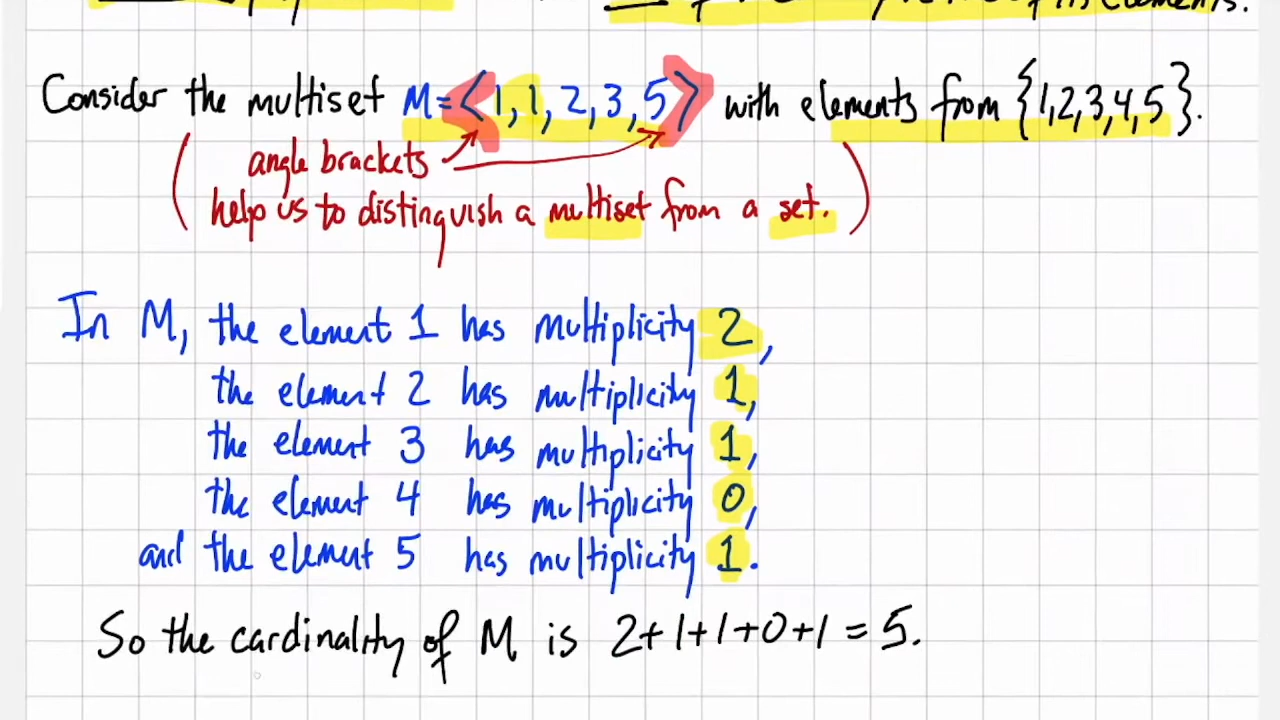 of its elements.
Consider the multiset M=<1,1,2,3,5> with elements from {1,2,3,4,5}.
(angle brackets
help us to distinguish a multiset from a set.)
In M, the element 1 has multiplicity 2,
the element 2 has multiplicity 1,
the element 3 has multiplicity 1,
the element 4 has multiplicity 0,
and the element 5 has multiplicity 1.
So the cardinality of M is 2+1+1+0+1=5.